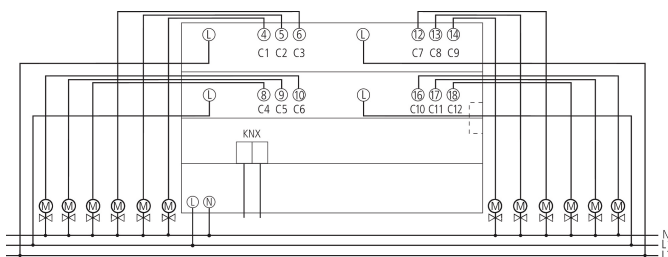 L 4 5 6 L 12 13 14
C1 C2 C3 C7 C8 C9
L 8 9 10 L 16 17 18
C4 C5 C6 C10 C11 C12
KNX
L N
M M M M M M M M M M M M
N
L
L